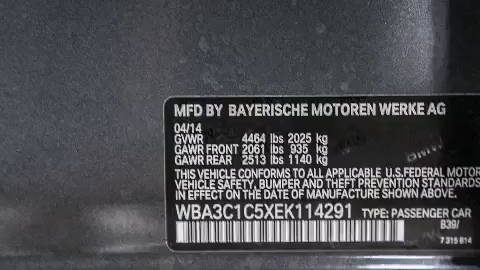 MFD BY BAYERISCHE MOTOREN WERKE AG
04/14
GVWR 4464 lbs 2025 kg
GAWR FRONT 2061 lbs 935 kg
GAWR REAR 2513 lbs 1140 kg
THIS VEHICLE CONFORMS TO ALL APPLICABLE U.S.FEDERAL MOTOR
SAFETY, BUMPER, AND THEFT PREVENTION STANDARDS
IN EFFECT ON THE DATE OF MANUFACTURE SHOWN ABOVE.
WBA3C1C5XEK114291 TYPE: PASSENGER CAR
B39/
7 315 814